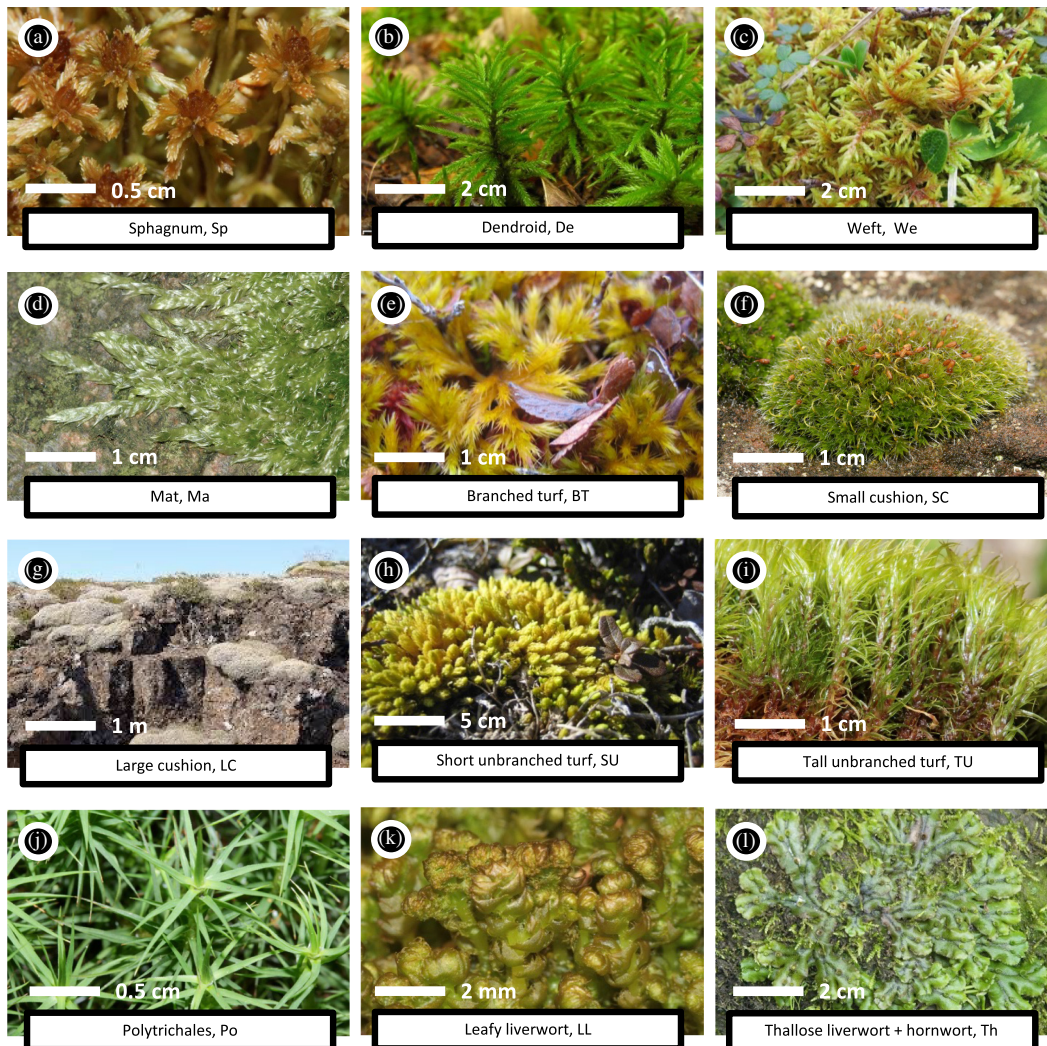 (a)
0.5 cm
Sphagnum, Sp
(b)
2 cm
Dendroid, De
(c)
2 cm
Weft, We
(d)
1 cm
Mat, Ma
(e)
1 cm
Branched turf, BT
(f)
1 cm
Small cushion, SC
(g)
1 m
Large cushion, LC
(h)
5 cm
Short unbranched turf, SU
(i)
1 cm
Tall unbranched turf, TU
(j)
0.5 cm
Polytrichales, Po
(k)
2 mm
Leafy liverwort, LL
(l)
2 cm
Thallose liverwort + hornwort, Th